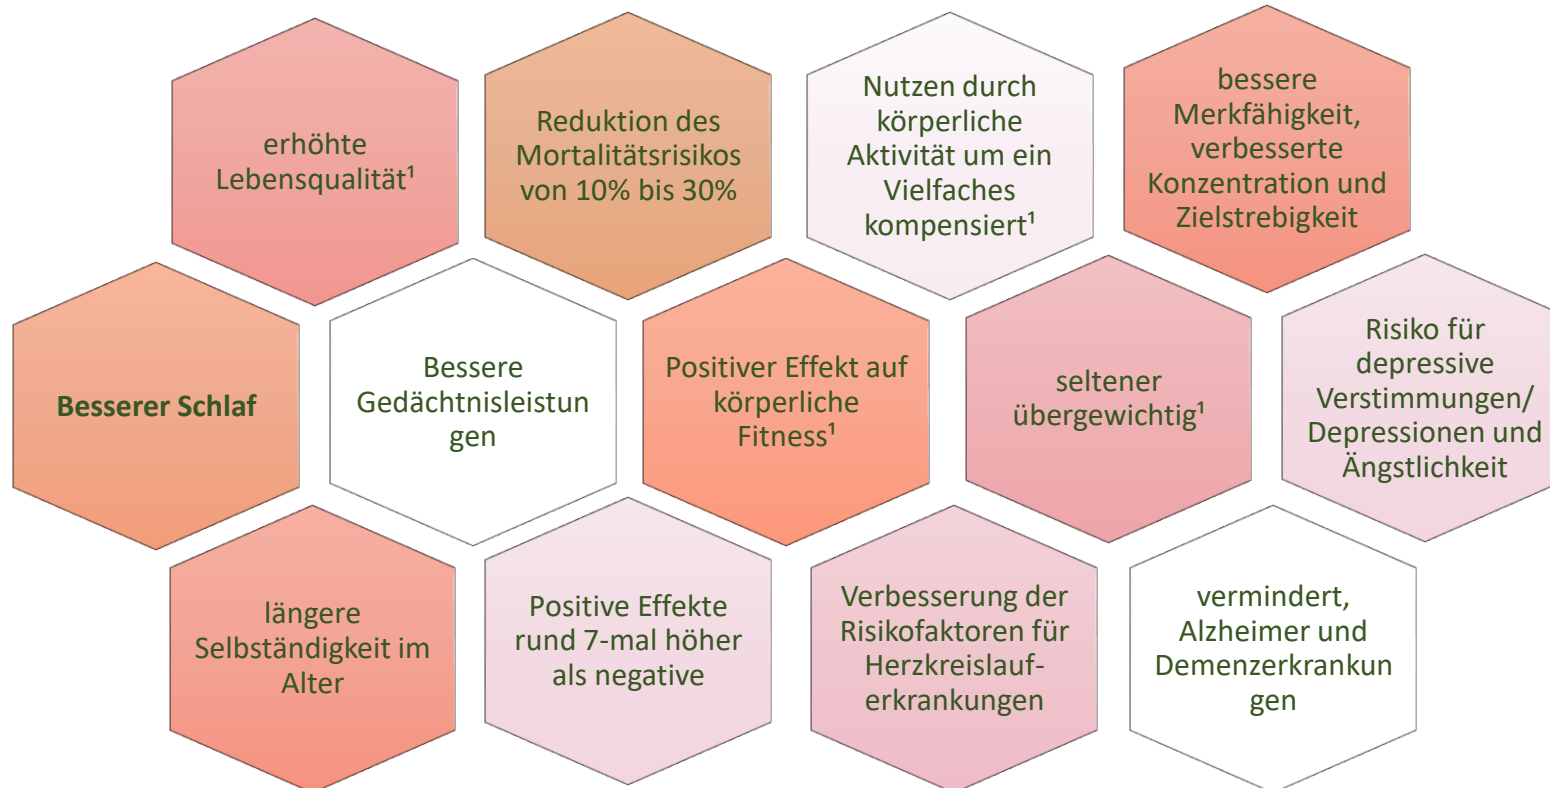 erhöhte
Lebensqualität¹
Reduktion des
Mortalitätsrisikos
von 10% bis 30%
Nutzen durch
körperliche
Aktivität um ein
Vielfaches
kompensiert¹
bessere
Merkfähigkeit,
verbesserte
Konzentration und
Zielstrebigkeit
Besserer Schlaf
Bessere
Gedächtnisleistun
gen
Positiver Effekt auf
körperliche
Fitness¹
seltener
übergewichtig¹
Risiko für
depressive
Verstimmungen/
Depressionen und
Ängstlichkeit
längere
Selbständigkeit im
Alter
Positive Effekte
rund 7-mal höher
als negative
Verbesserung der
Risikofaktoren für
Herzkreislauf-
erkrankungen
vermindert,
Alzheimer und
Demenzerkrankun
gen